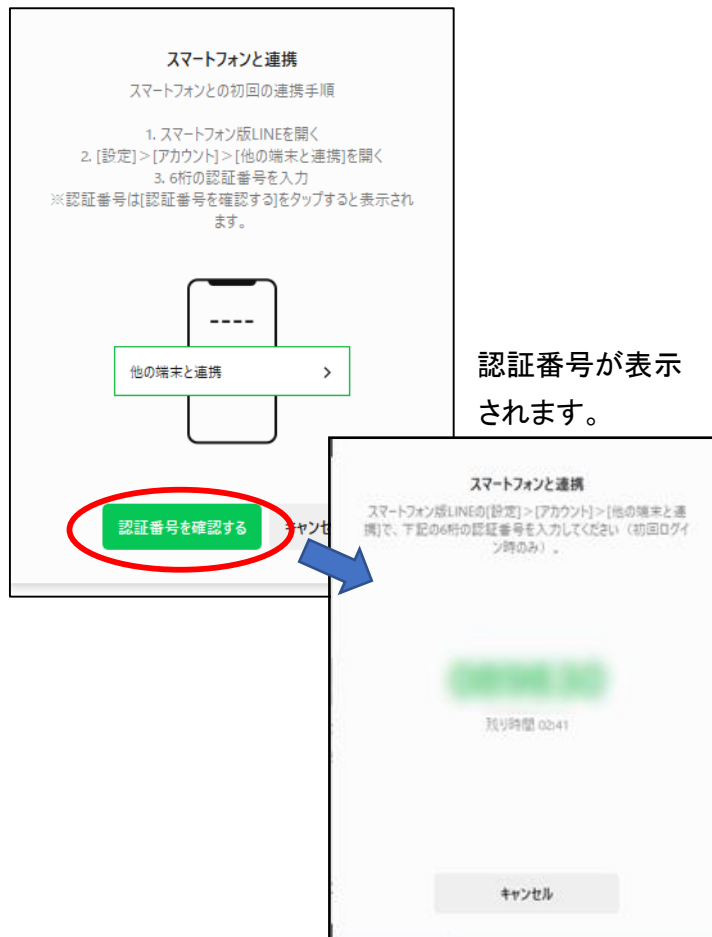 スマートフォンと連携
スマートフォンとの初回の連携手順
1. スマートフォン版LINEを開く
2. [設定]＞[アカウント]＞[他の端末と連携]を開く
3. 6桁の認証番号を入力
※認証番号は[認証番号を確認する]をタップすると表示され
ます。
他の端末と連携
認証番号を確認する
キャンセ
認証番号が表示
されます。
スマートフォンと連携
スマートフォン版LINEの[設定]＞[アカウント]＞[他の端末と連
携]で、下記の6桁の認証番号を入力してください（初回ログイ
ン時のみ）。
残り時間 02:41
キャンセル